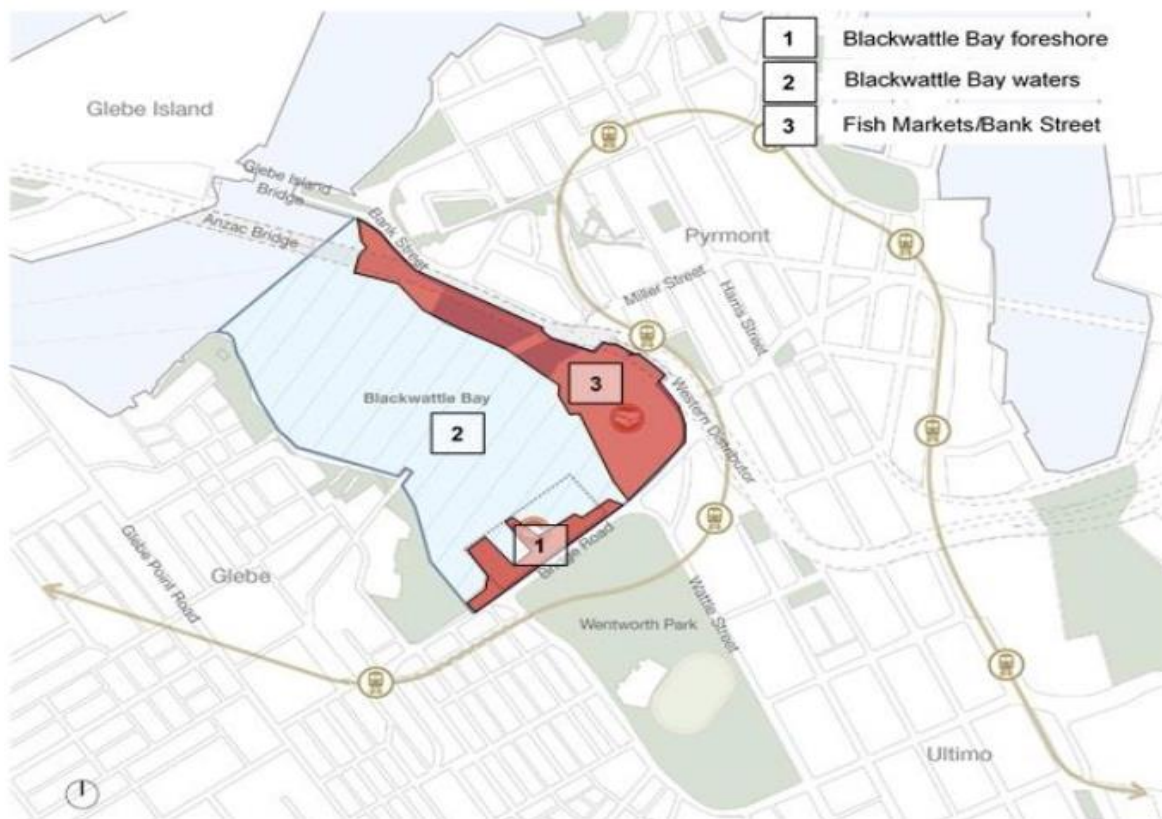 1 Blackwattle Bay foreshore
2 Blackwattle Bay waters
3 Fish Markets/Bank Street
Glebe Island
Glebe Island
Bridge
Anzac Bridge
Bank Street
Pyrmont
Miller Street
Harris Street
3
Blackwattle Bay
2
Western Distributor
1
Bridge Road
Glebe Point Road
Glebe
Wentworth Park
Wattle Street
Ultimo